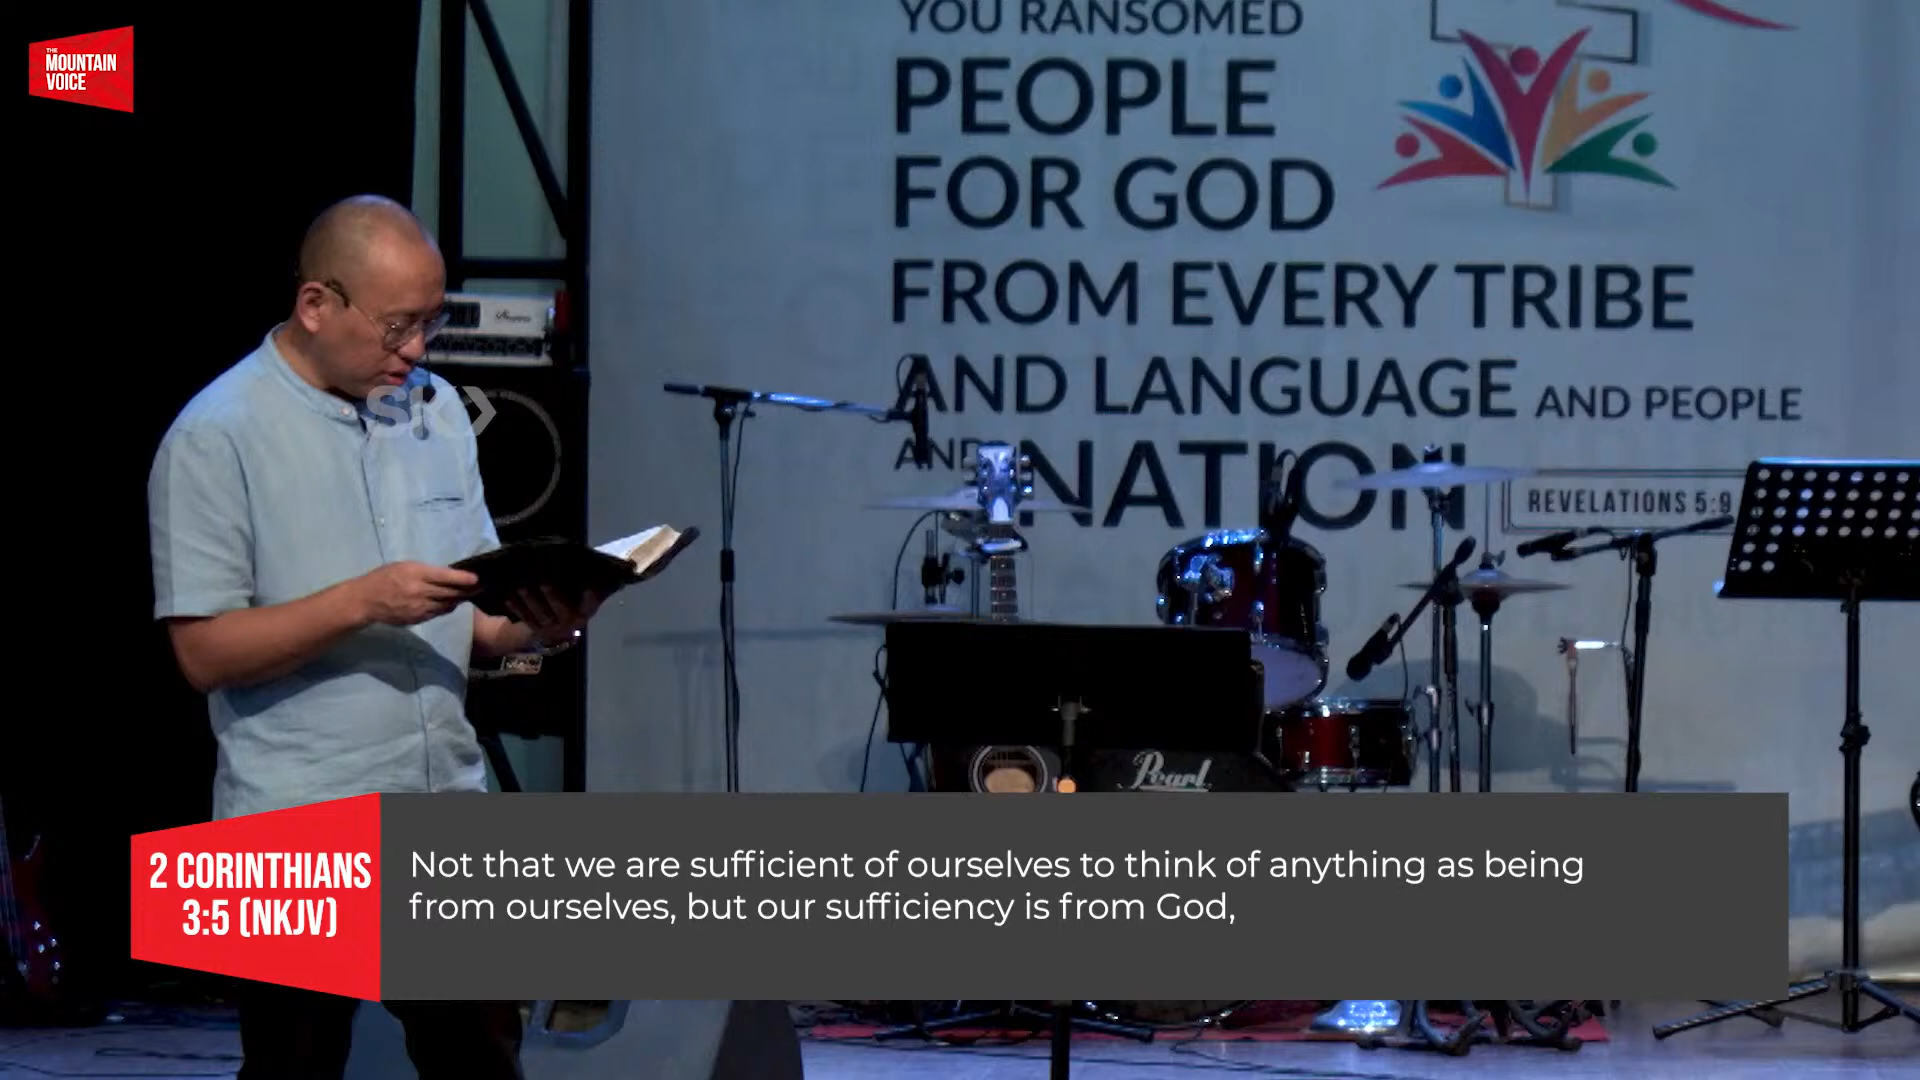 THE
MOUNTAIN
VOICE
YOU RANSOMED
PEOPLE
FOR GOD
FROM EVERY TRIBE
AND LANGUAGE AND PEOPLE
AND NATION
REVELATIONS 5:9
SK
Pearl
2 CORINTHIANS
3:5 (NKJV)
Not that we are sufficient of ourselves to think of anything as being
from ourselves, but our sufficiency is from God,